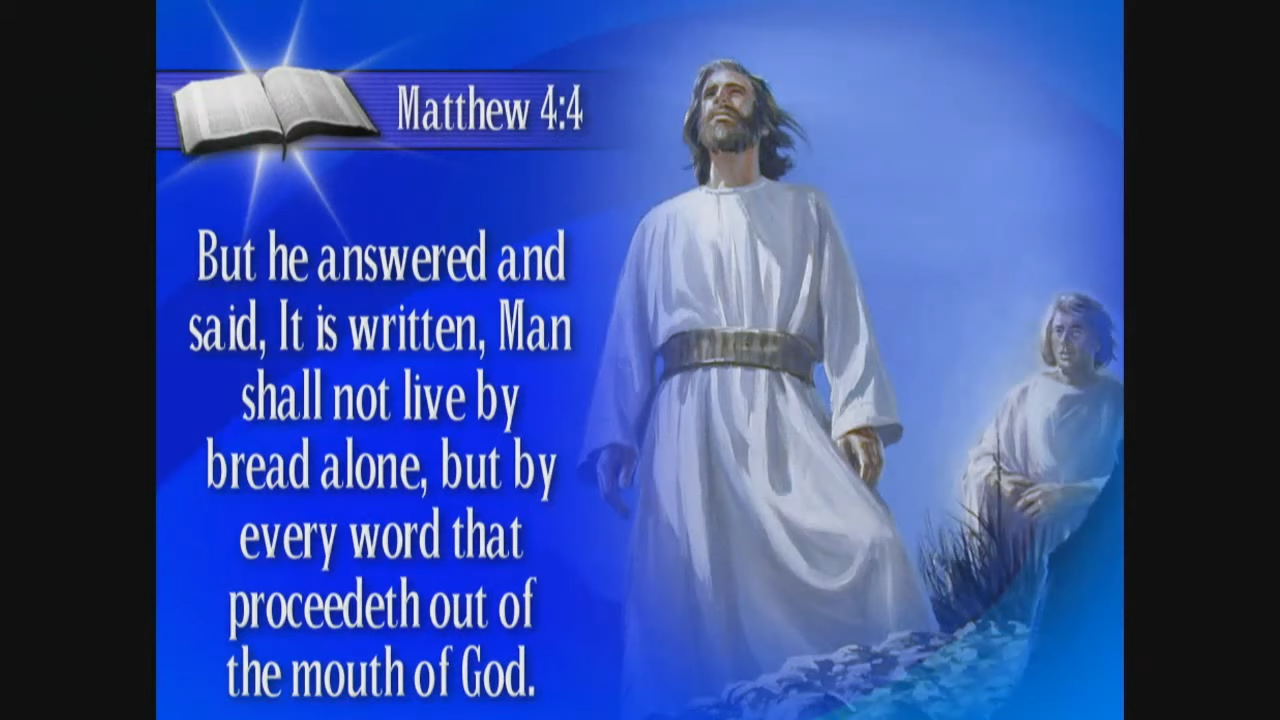 Matthew 4:4
But he answered and
said, It is written, Man
shall not live by
bread alone, but by
every word that
proceedeth out of
the mouth of God.